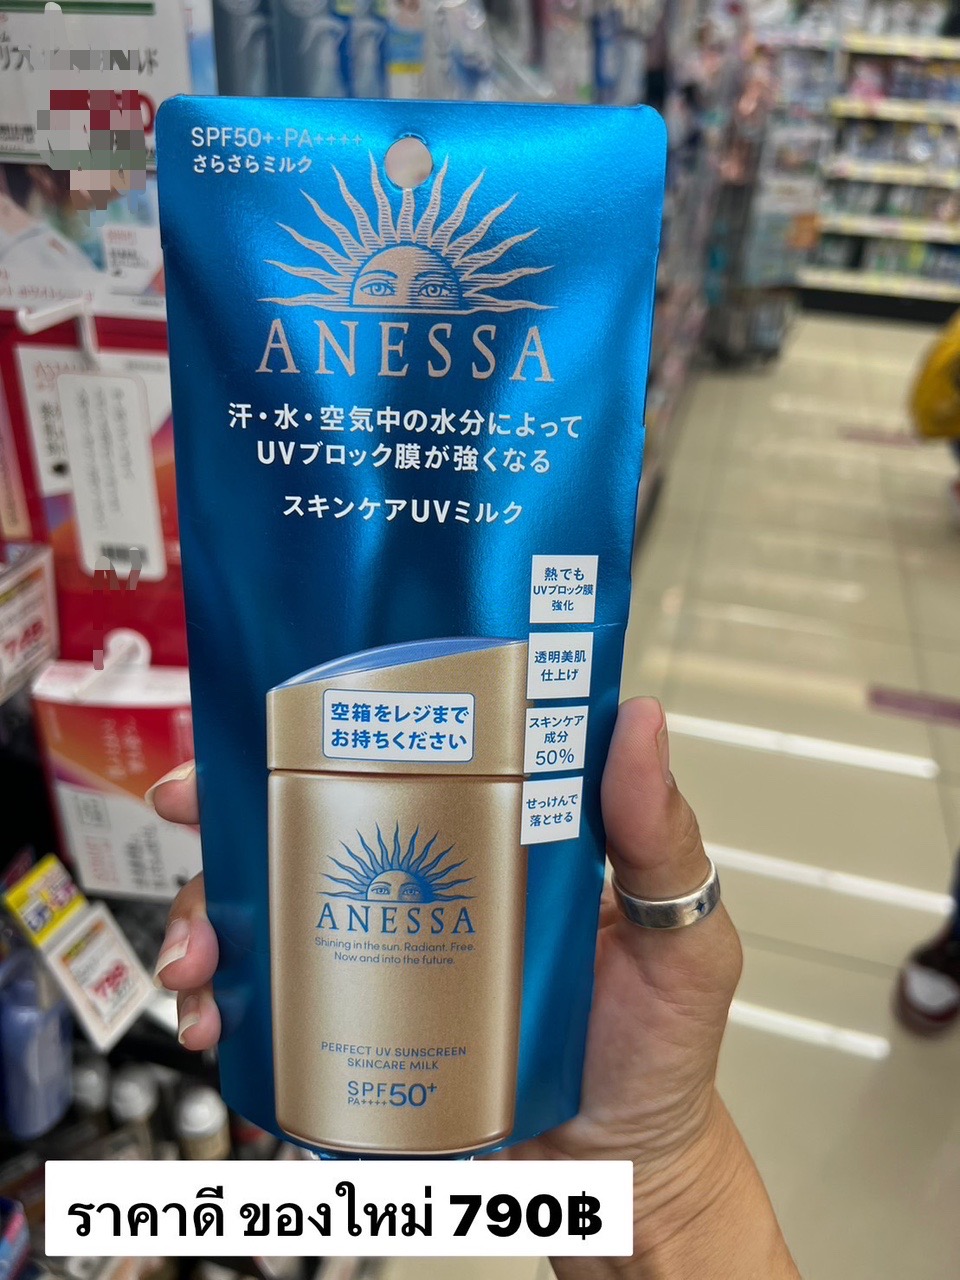 SPF50+・PA++++
さらさらミルク
ANESSA
汗・水・空気中の水分によって
UVブロック膜が強くなる
スキンケアUVミルク
熱でも
UVブロック膜
強化
透明美肌
仕上げ
スキンケア
成分
50%
せっけんで
落とせる
空箱をレジまで
お持ちください
ANESSA
Shining in the sun. Radiant. Free.
Now and into the future.
PERFECT UV SUNSCREEN
SKINCARE MILK
SPF50+
PA++++
ราคาดี ของใหม่ 790฿